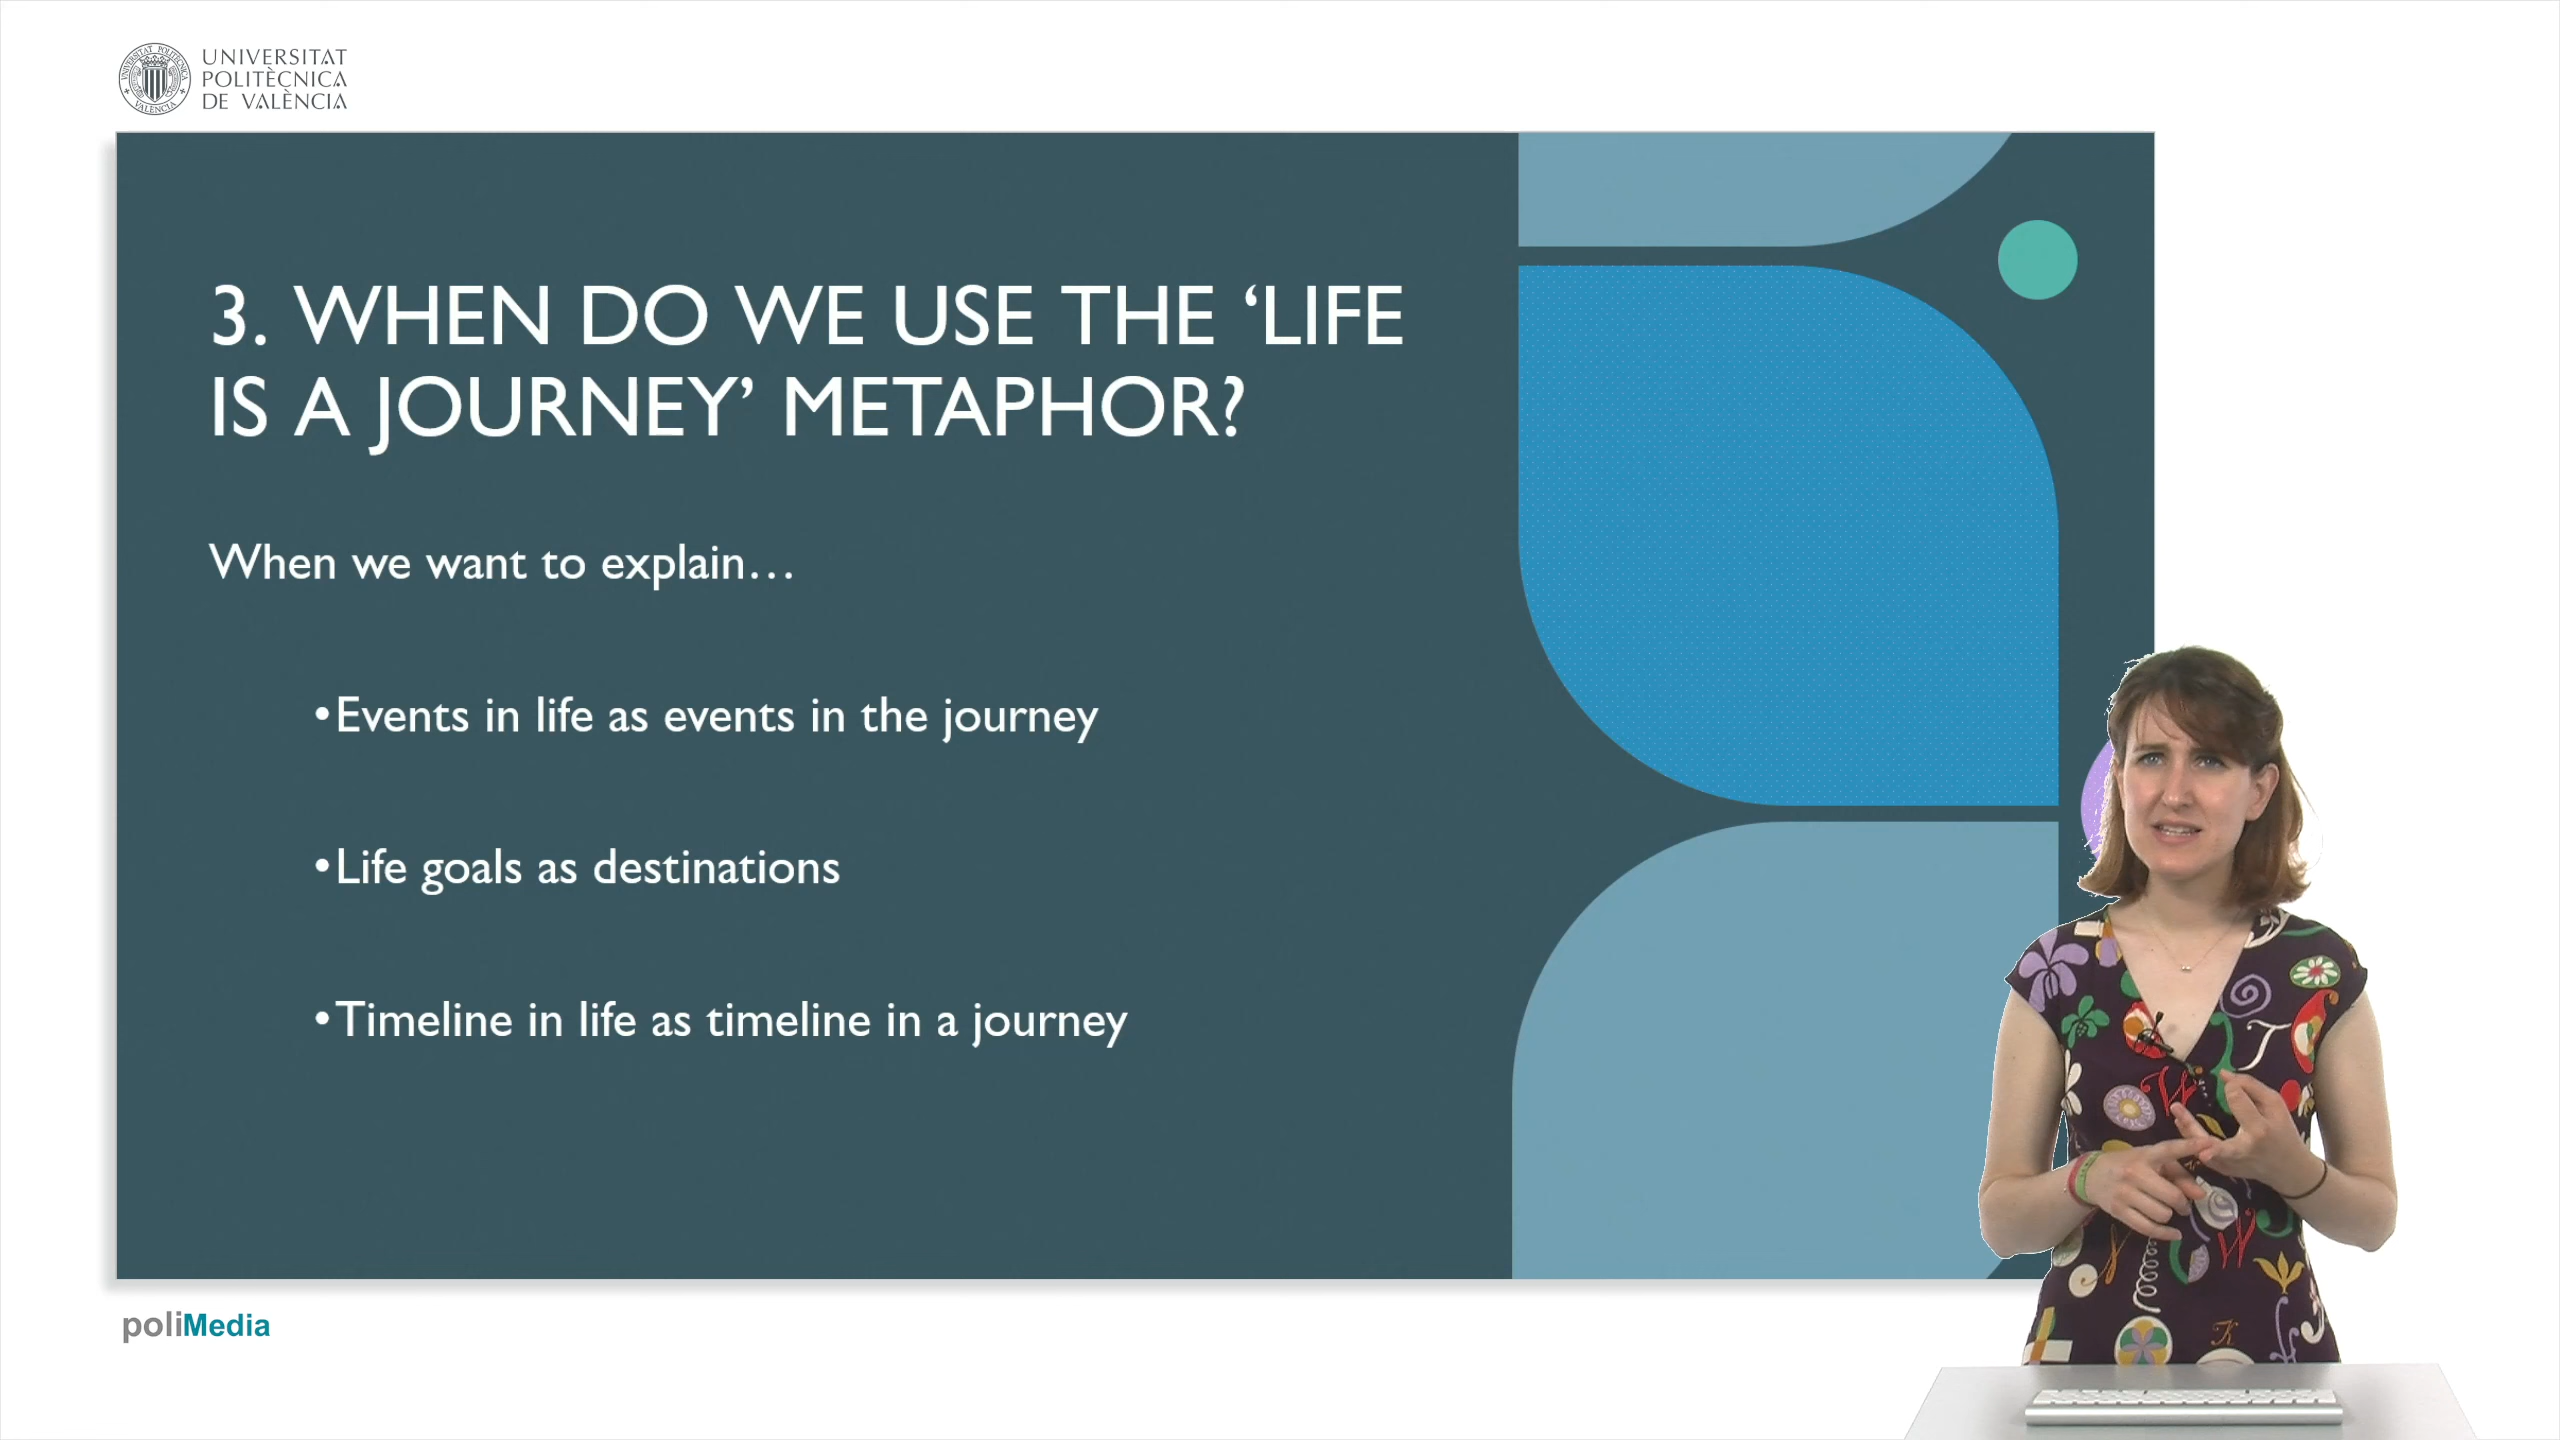 UNIVERSITAT
POLITÈCNICA
DE VALÈNCIA
3. WHEN DO WE USE THE ‘LIFE
IS A JOURNEY’ METAPHOR?
When we want to explain…
•Events in life as events in the journey
•Life goals as destinations
•Timeline in life as timeline in a journey
poliMedia